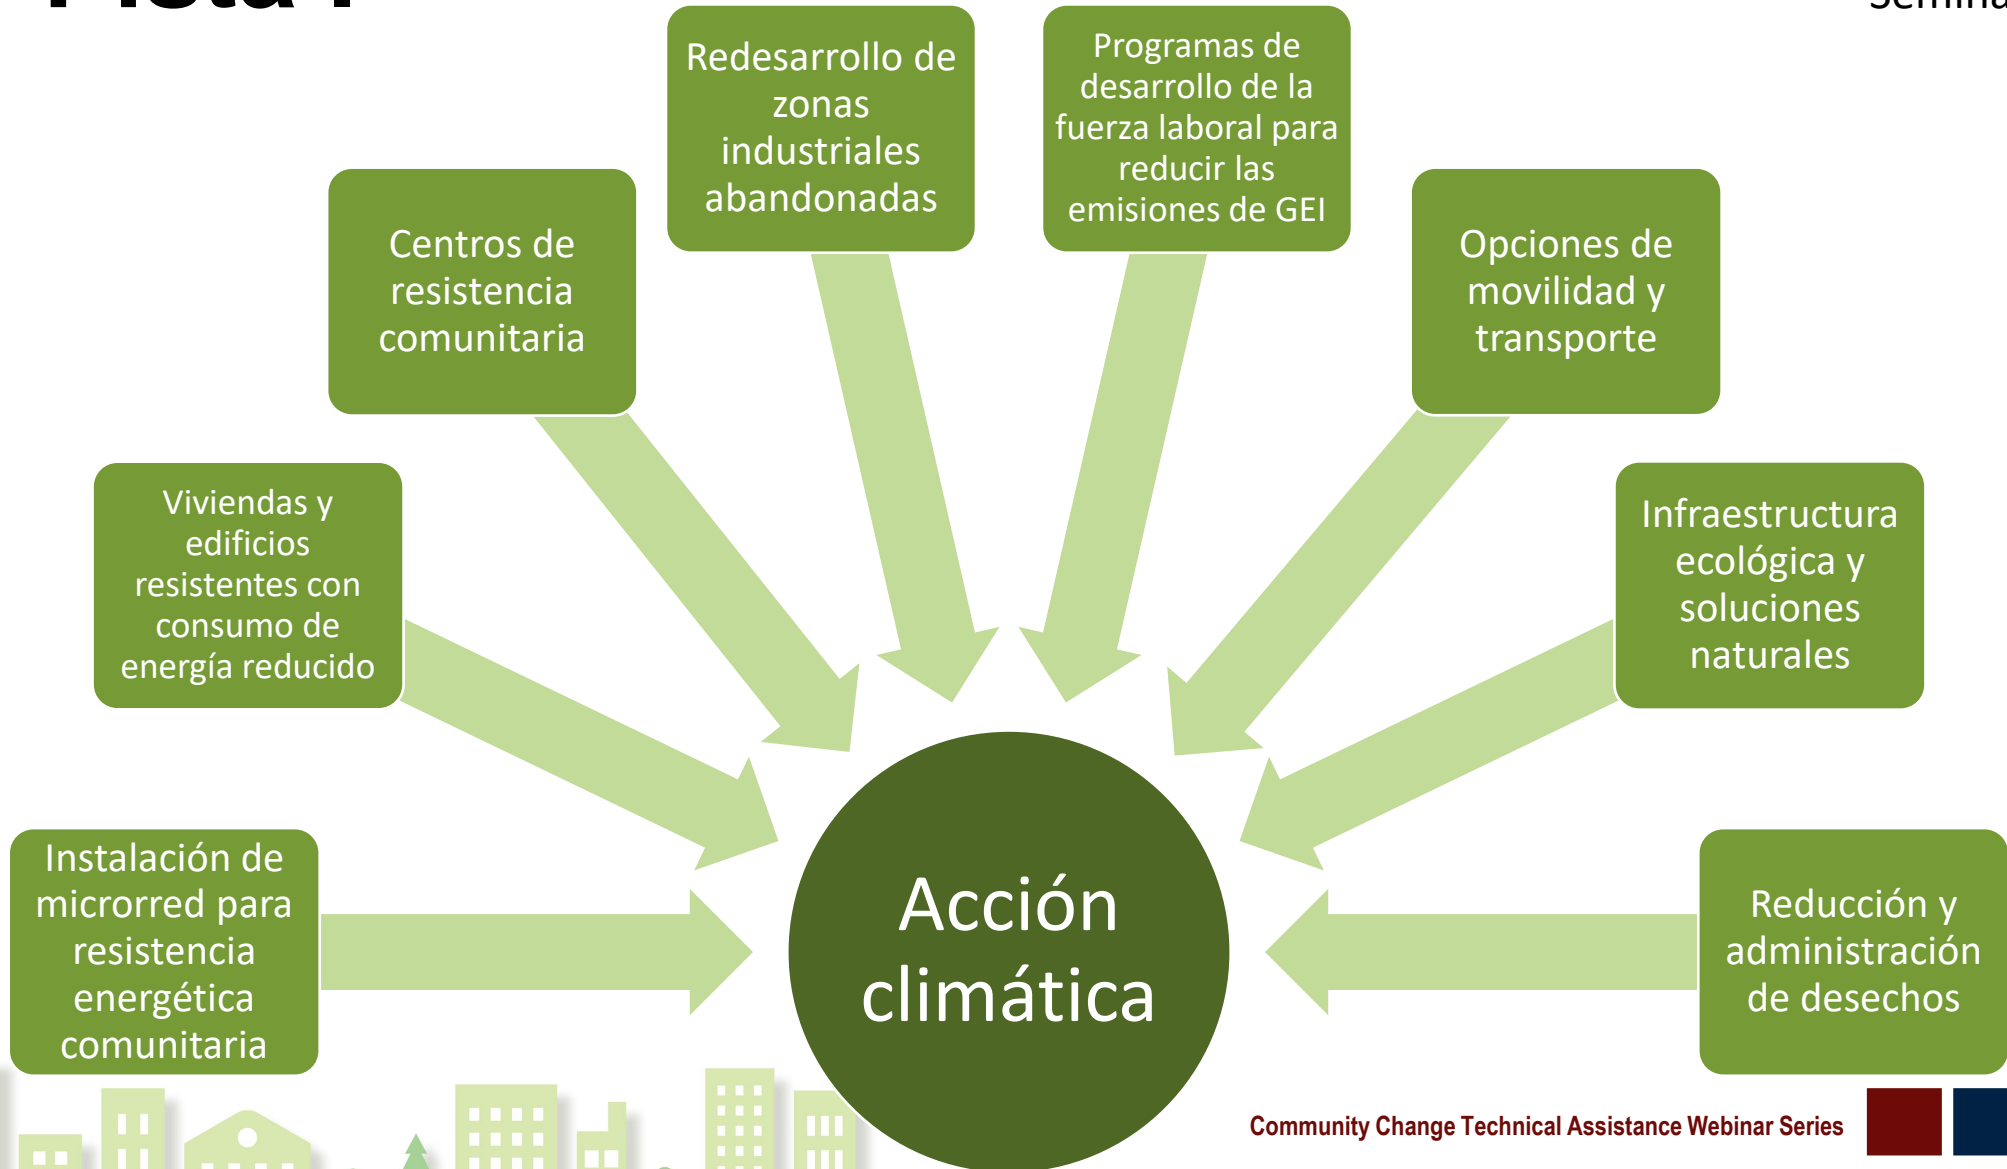 Redesarrollo de
zonas
industriales
abandonadas
Programas de
desarrollo de la
fuerza laboral para
reducir las
emisiones de GEI
Centros de
resistencia
comunitaria
Opciones de
movilidad y
transporte
Viviendas y
edificios
resistentes con
consumo de
energía reducido
Infraestructura
ecológica y
soluciones
naturales
Instalación de
microrred para
resistencia
energética
comunitaria
Acción
climática
Reducción y
administración
de desechos
Community Change Technical Assistance Webinar Series